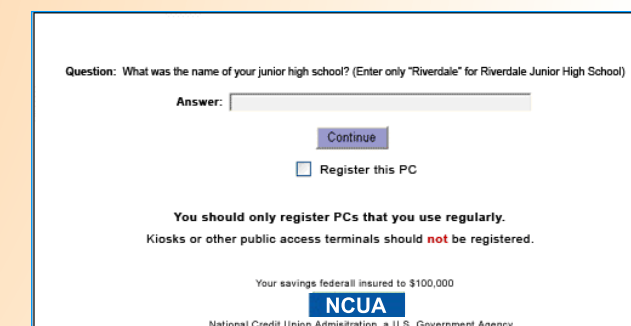 Question: What was the name of your junior high school? (Enter only "Riverdale" for Riverdale Junior High School)
Answer:
Continue
Register this PC
You should only register PCs that you use regularly.
Kiosks or other public access terminals should not be registered.
Your savings federall insured to $100,000
NCUA
National Credit Union Admisitration, a U.S. Government Agency